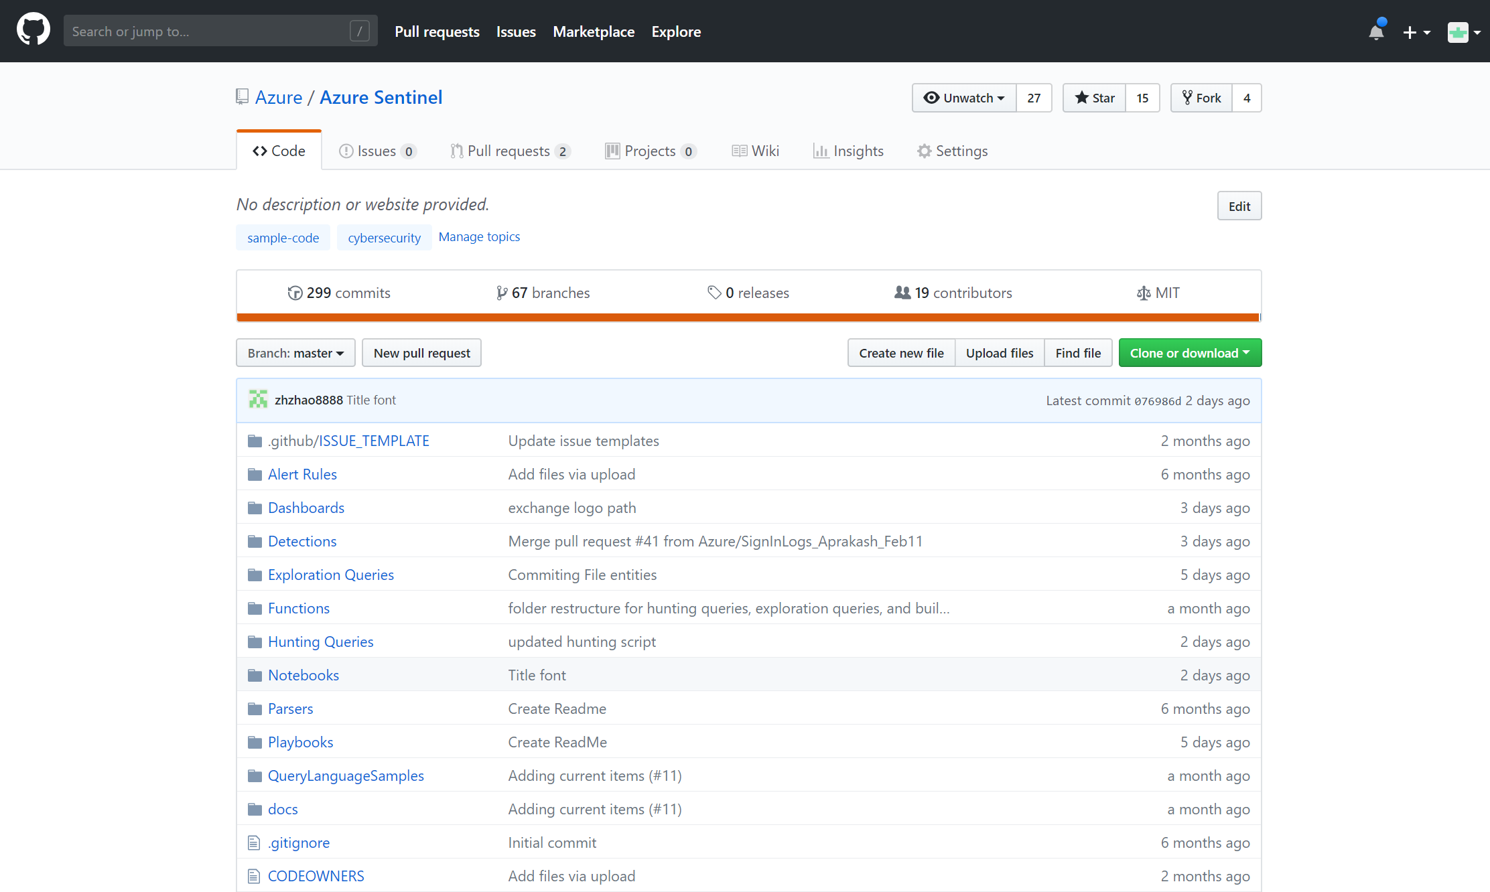 Search or jump to... / Pull requests Issues Marketplace Explore
Azure / Azure Sentinel Unwatch 27 Star 15 Fork 4
Code Issues 0 Pull requests 2 Projects 0 Wiki Insights Settings
No description or website provided. Edit
sample-code cybersecurity Manage topics
299 commits 67 branches 0 releases 19 contributors MIT
Branch: master New pull request Create new file Upload files Find file Clone or download
zhzhao8888 Title font Latest commit 076986d 2 days ago
.github/ISSUE_TEMPLATE Update issue templates 2 months ago
Alert Rules Add files via upload 6 months ago
Dashboards exchange logo path 3 days ago
Detections Merge pull request #41 from Azure/SignInLogs_Aprakash_Feb11 3 days ago
Exploration Queries Commiting File entities 5 days ago
Functions folder restructure for hunting queries, exploration queries, and buil... a month ago
Hunting Queries updated hunting script 2 days ago
Notebooks Title font 2 days ago
Parsers Create Readme 6 months ago
Playbooks Create ReadMe 5 days ago
QueryLanguageSamples Adding current items (#11) a month ago
docs Adding current items (#11) a month ago
.gitignore Initial commit 6 months ago
CODEOWNERS Add files via upload 2 months ago